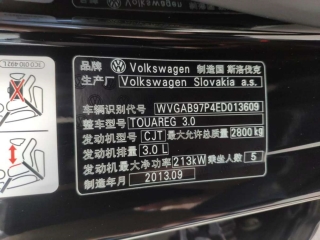 品牌 Volkswagen 制造国 斯洛伐克
生产厂 Volkswagen Slovakia a.s.
车辆识别代号 WVGAB97P4ED013609
整车型号 TOUAREG 3.0
发动机型号 CJT 最大允许总质量 2800kg
发动机排量 3.0 L
发动机最大净功率 213kW 乘坐人数 5
制造年月 2013.09